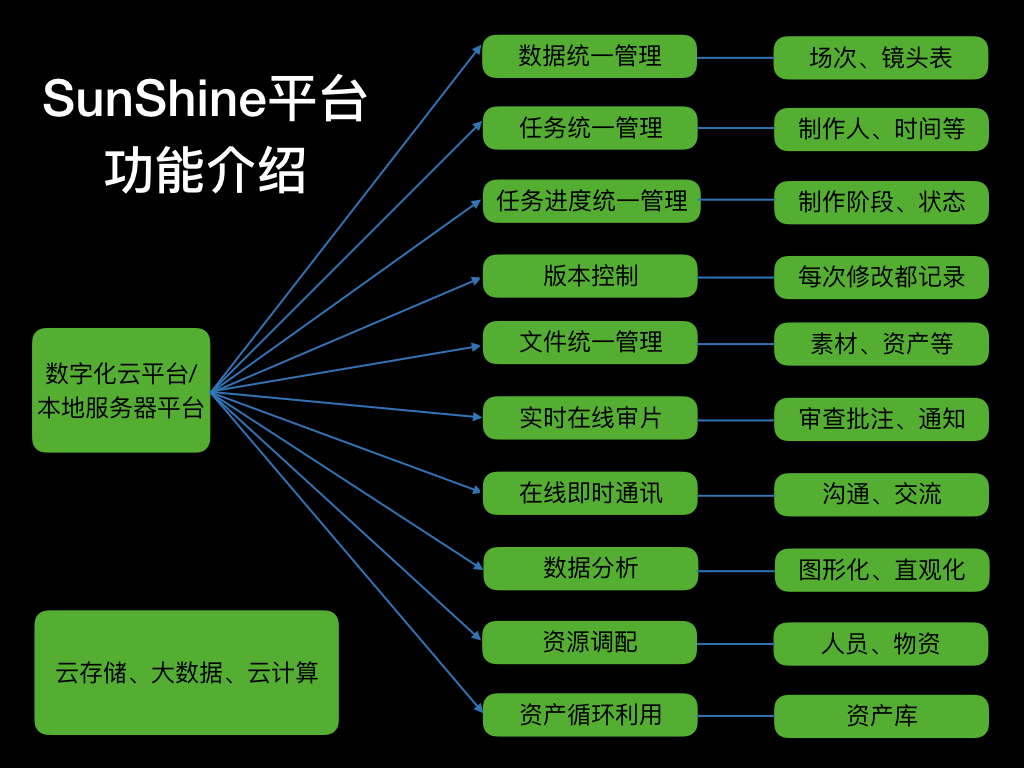 SunShine平台
功能介绍
数字化云平台/
本地服务器平台
云存储、大数据、云计算
数据统一管理
场次、镜头表
任务统一管理
制作人、时间等
任务进度统一管理
制作阶段、状态
版本控制
每次修改都记录
文件统一管理
素材、资产等
实时在线审片
审查批注、通知
在线即时通讯
沟通、交流
数据分析
图形化、直观化
资源调配
人员、物资
资产循环利用
资产库